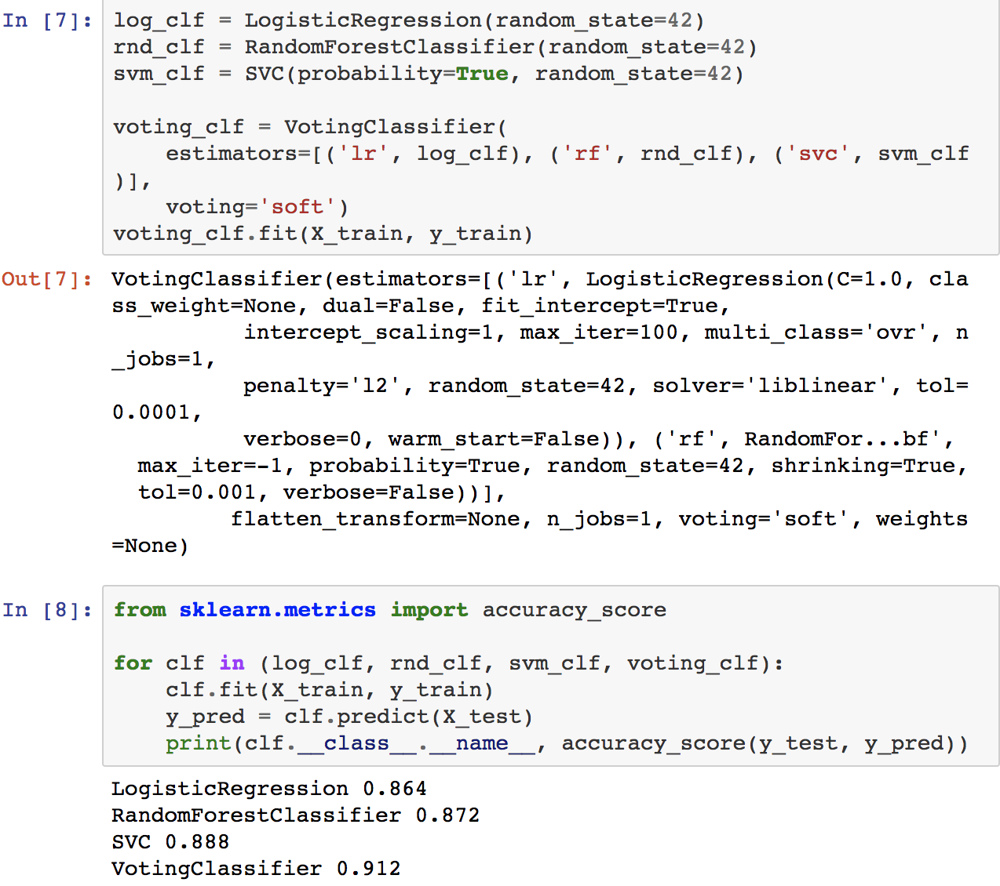 In [7]: log_clf = LogisticRegression(random_state=42)
rnd_clf = RandomForestClassifier(random_state=42)
svm_clf = SVC(probability=True, random_state=42)
voting_clf = VotingClassifier(
estimators=[('lr', log_clf), ('rf', rnd_clf), ('svc', svm_clf
)],
voting='soft')
voting_clf.fit(X_train, y_train)
Out[7]: VotingClassifier(estimators=[('lr', LogisticRegression(C=1.0, cla
ss_weight=None, dual=False, fit_intercept=True,
intercept_scaling=1, max_iter=100, multi_class='ovr', n
_jobs=1,
penalty='l2', random_state=42, solver='liblinear', tol=
0.0001,
verbose=0, warm_start=False)), ('rf', RandomFor...bf',
max_iter=-1, probability=True, random_state=42, shrinking=True,
tol=0.001, verbose=False))],
flatten_transform=None, n_jobs=1, voting='soft', weights
=None)
In [8]: from sklearn.metrics import accuracy_score
for clf in (log_clf, rnd_clf, svm_clf, voting_clf):
clf.fit(X_train, y_train)
y_pred = clf.predict(X_test)
print(clf.__class__.__name__, accuracy_score(y_test, y_pred))
LogisticRegression 0.864
RandomForestClassifier 0.872
SVC 0.888
VotingClassifier 0.912